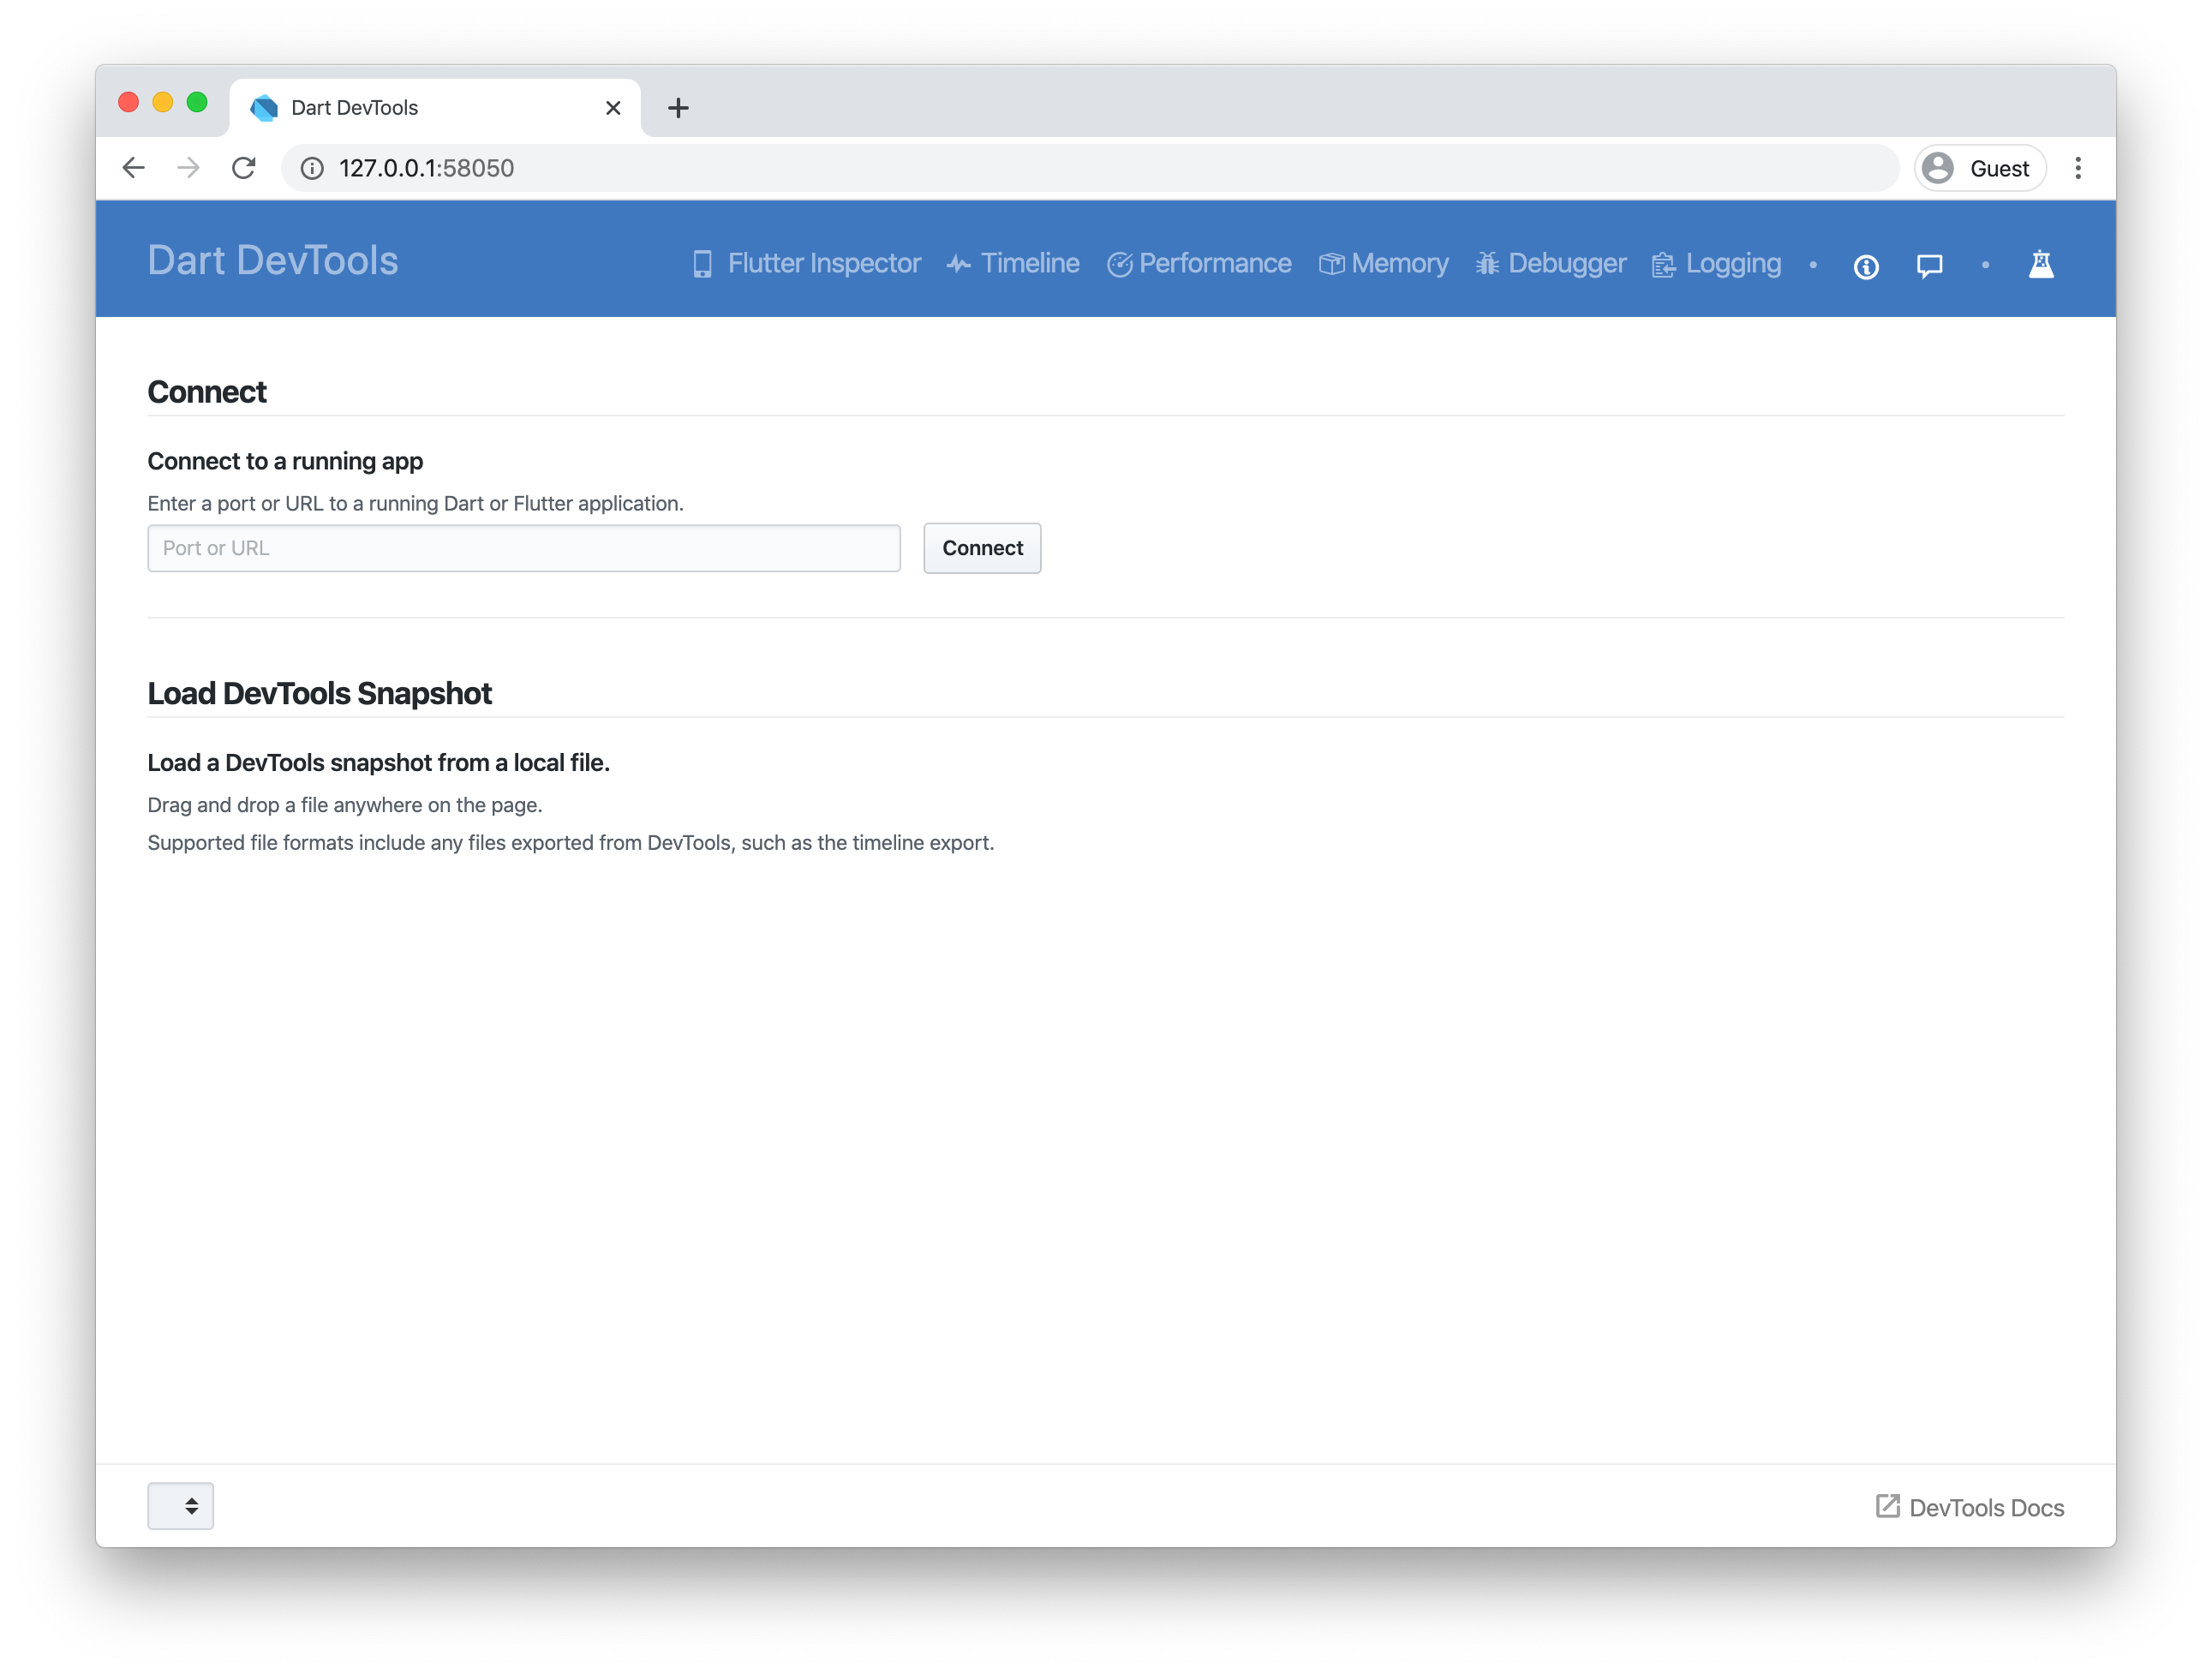 Dart DevTools
127.0.0.1:58050
Guest
Dart DevTools
Flutter Inspector Timeline Performance Memory Debugger Logging
Connect
Connect to a running app
Enter a port or URL to a running Dart or Flutter application.
Port or URL
Connect
Load DevTools Snapshot
Load a DevTools snapshot from a local file.
Drag and drop a file anywhere on the page.
Supported file formats include any files exported from DevTools, such as the timeline export.
DevTools Docs